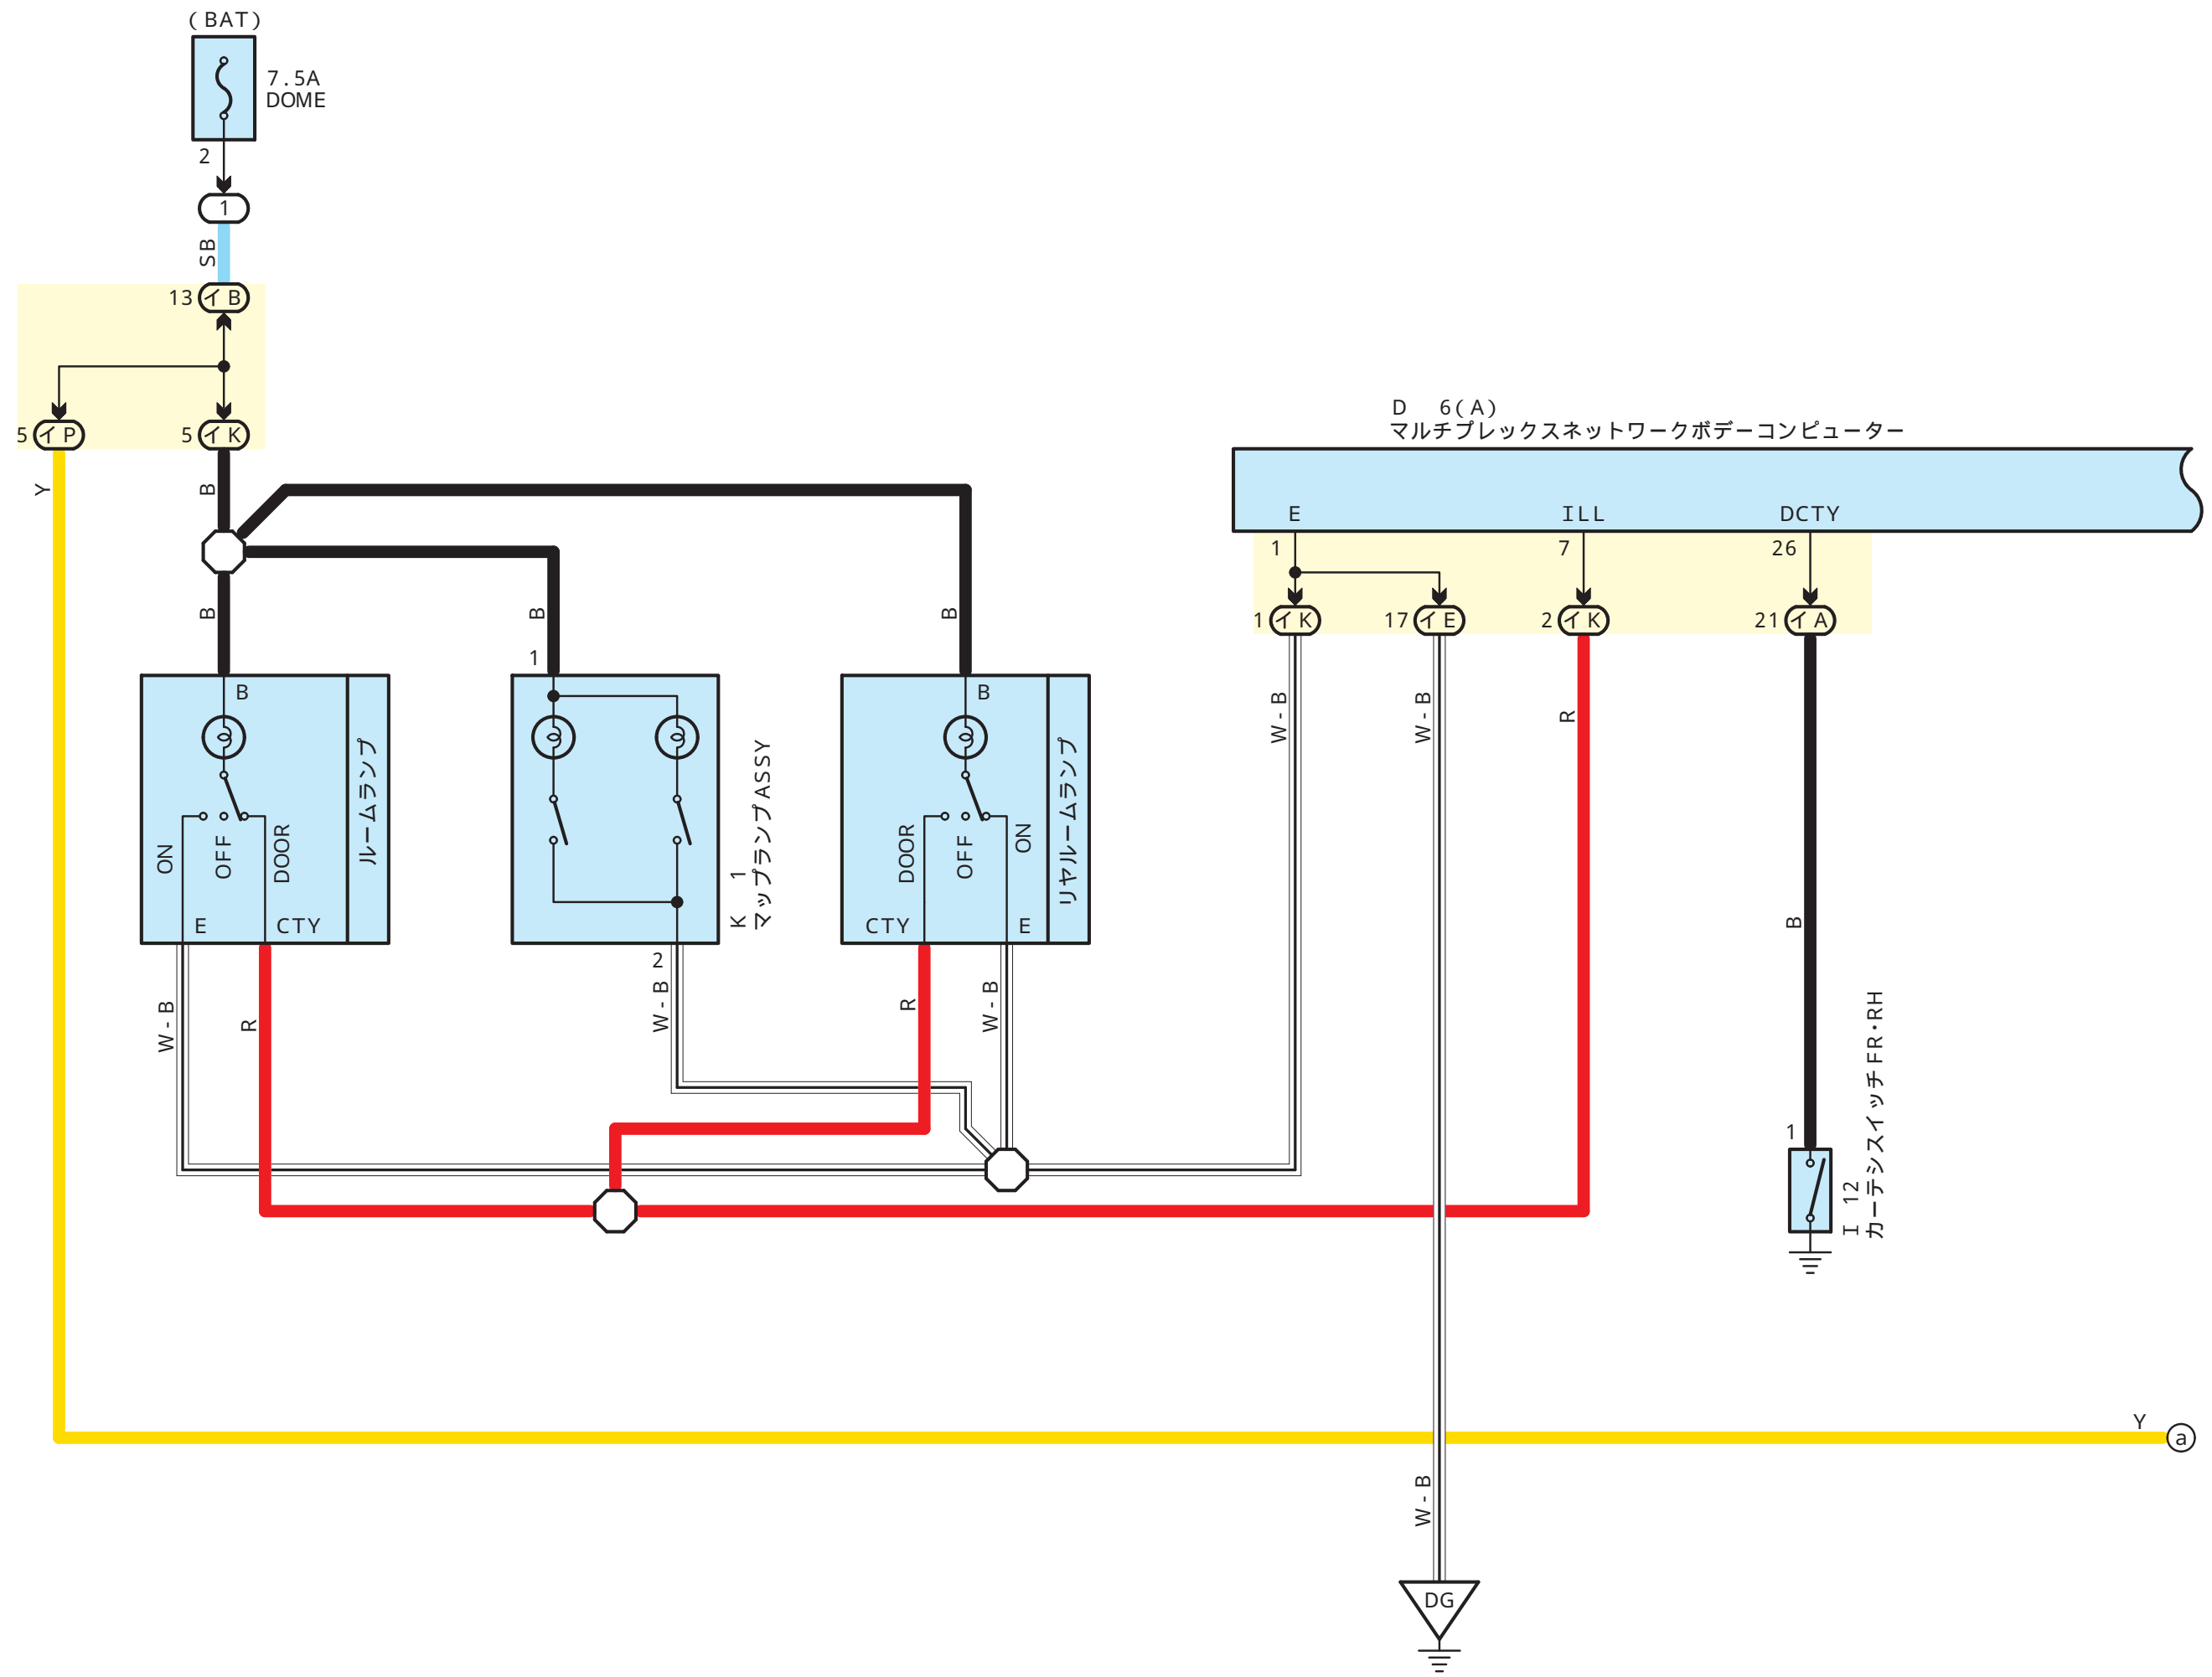 (BAT)
7.5A
DOME
2
1
SB
13 イB
5 イP
5 イK
Y
B
D 6(A)
マルチプレックスネットワークボデーコンピューター
E
ILL
DCTY
1
7
26
1 イK
17 イE
2 イK
21 イA
B
B
B
1
B
ON
OFF
DOOR
E
CTY
ルームランプ
K 1
マップランプASSY
2
B
DOOR
OFF
ON
CTY
E
リヤルームランプ
W-B
W-B
R
B
W-B
R
W-B
R
W-B
1
I 12
カーテシスイッチFR・RH
Y
a
W-B
DG